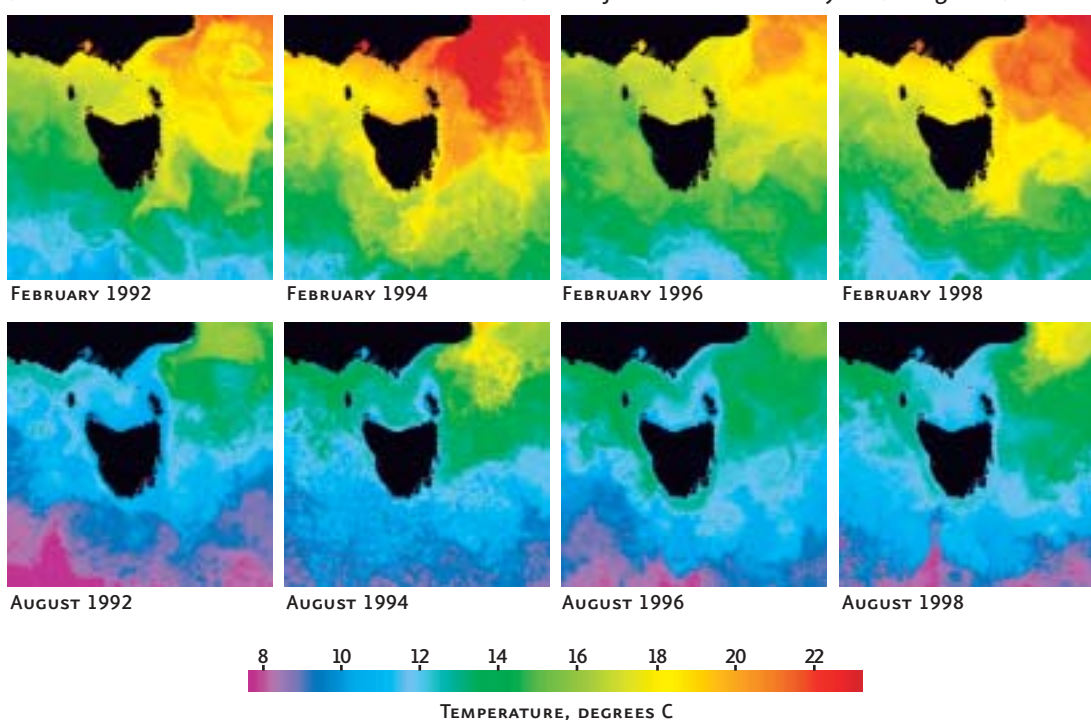 FEBRUARY 1992 FEBRUARY 1994 FEBRUARY 1996 FEBRUARY 1998
AUGUST 1992 AUGUST 1994 AUGUST 1996 AUGUST 1998
8 10 12 14 16 18 20 22
TEMPERATURE, DEGREES C